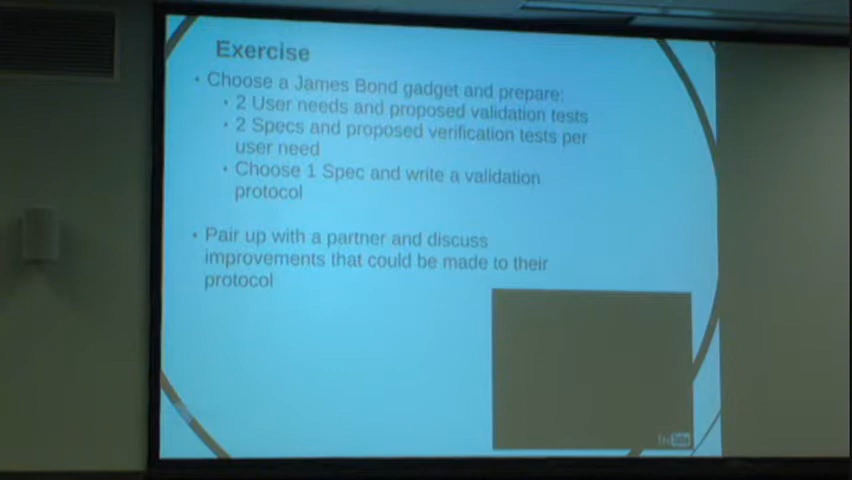 Exercise
• Choose a James Bond gadget and prepare:
• 2 User needs and proposed validation tests
• 2 Specs and proposed verification tests per
user need
• Choose 1 Spec and write a validation
protocol
• Pair up with a partner and discuss
improvements that could be made to their
protocol